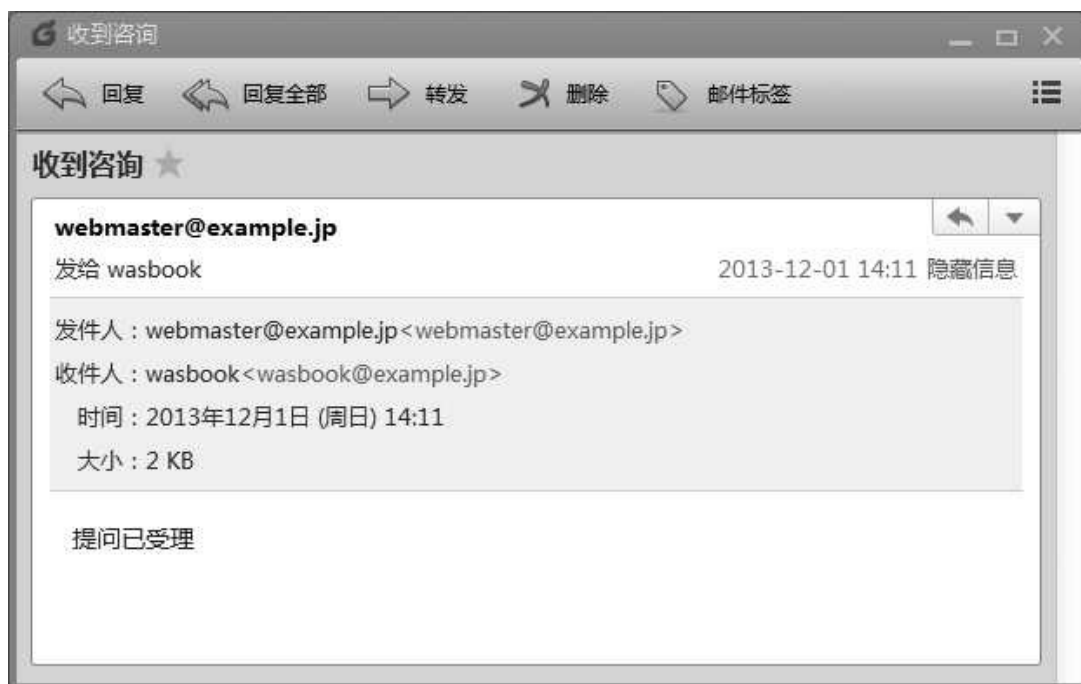 收到咨询
回复 回复全部 转发 删除 邮件标签
收到咨询
webmaster@example.jp
发给 wasbook 2013-12-01 14:11 隐藏信息
发件人：webmaster@example.jp<webmaster@example.jp>
收件人：wasbook<wasbook@example.jp>
时间：2013年12月1日 (周日) 14:11
大小：2 KB
提问已受理